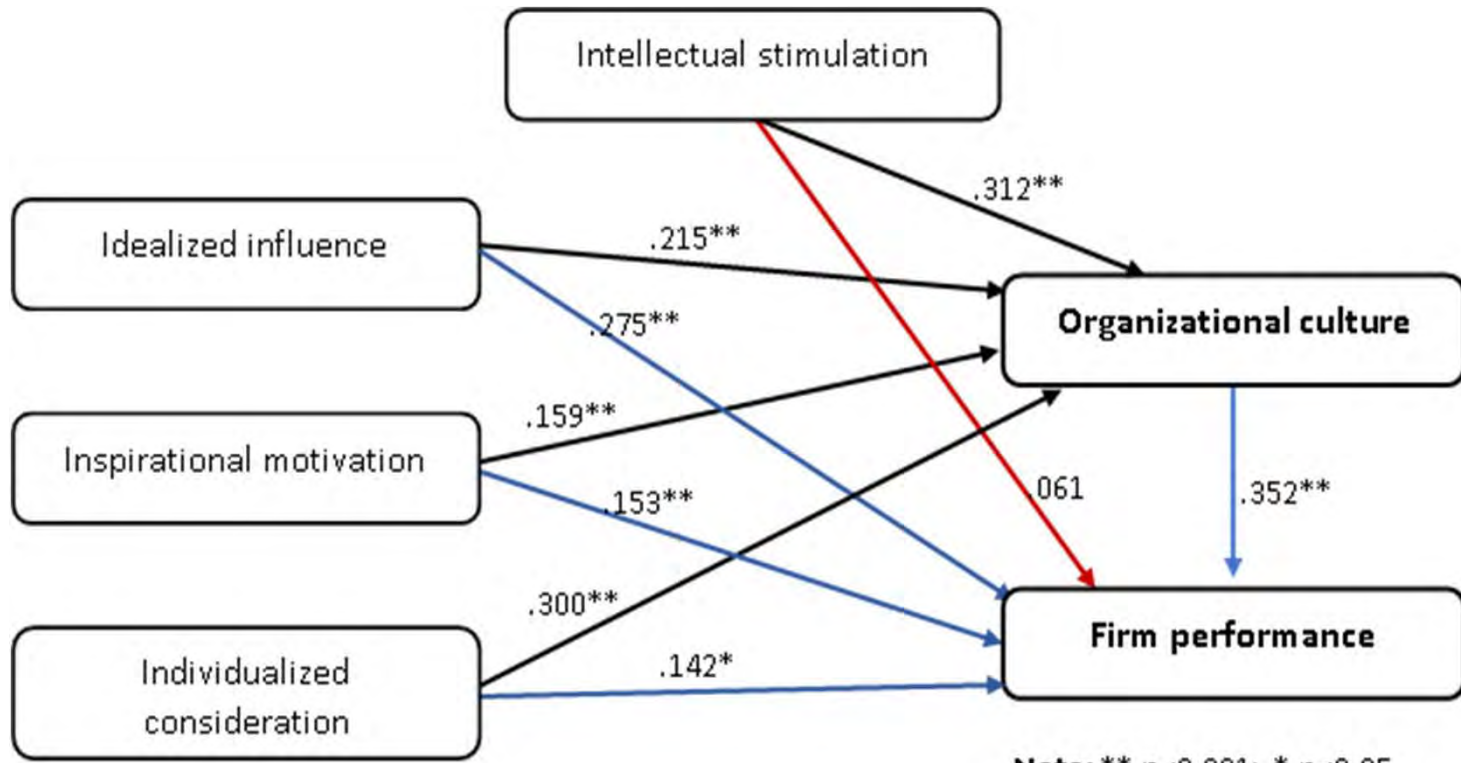 Intellectual stimulation
.312**
Idealized influence
.215**
.275**
Organizational culture
.159**
Inspirational motivation
.153**
.061
.352**
.300**
Firm performance
Individualized
consideration
.142*